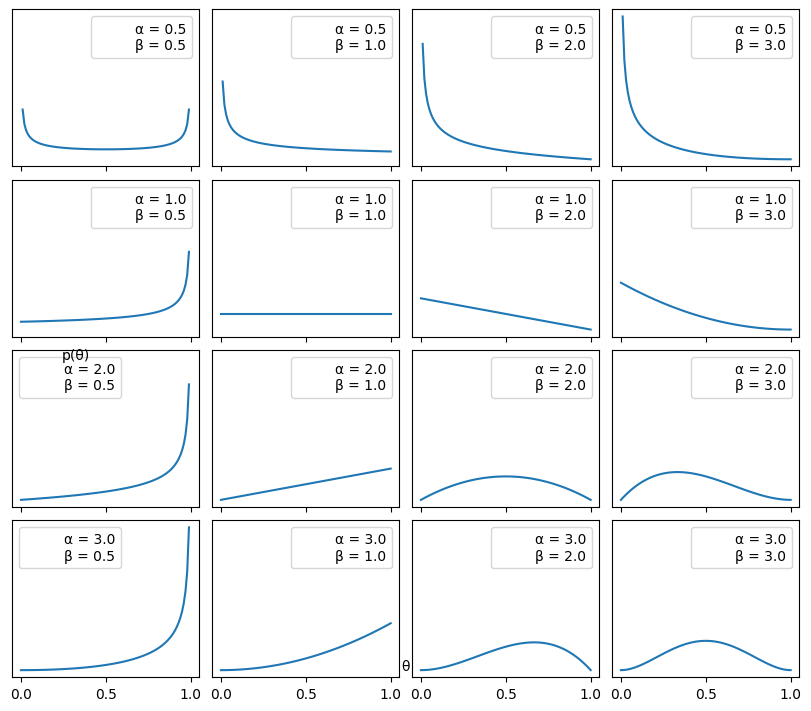 α = 0.5
β = 0.5
α = 0.5
β = 1.0
α = 0.5
β = 2.0
α = 0.5
β = 3.0
α = 1.0
β = 0.5
α = 1.0
β = 1.0
α = 1.0
β = 2.0
α = 1.0
β = 3.0
p(θ)
α = 2.0
β = 0.5
α = 2.0
β = 1.0
α = 2.0
β = 2.0
α = 2.0
β = 3.0
α = 3.0
β = 0.5
α = 3.0
β = 1.0
α = 3.0
β = 2.0
α = 3.0
β = 3.0
θ
0.0 0.5 1.0 0.0 0.5 1.0 0.0 0.5 1.0 0.0 0.5 1.0